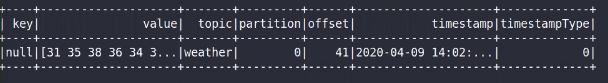 +----+--------------------+-------+---------+------+--------------------+-------------+
| key|               value|  topic|partition|offset|           timestamp|timestampType|
+----+--------------------+-------+---------+------+--------------------+-------------+
|null|[31 35 38 36 34 3...|weather|        0|    41|2020-04-09 14:02:...|            0|
+----+--------------------+-------+---------+------+--------------------+-------------+